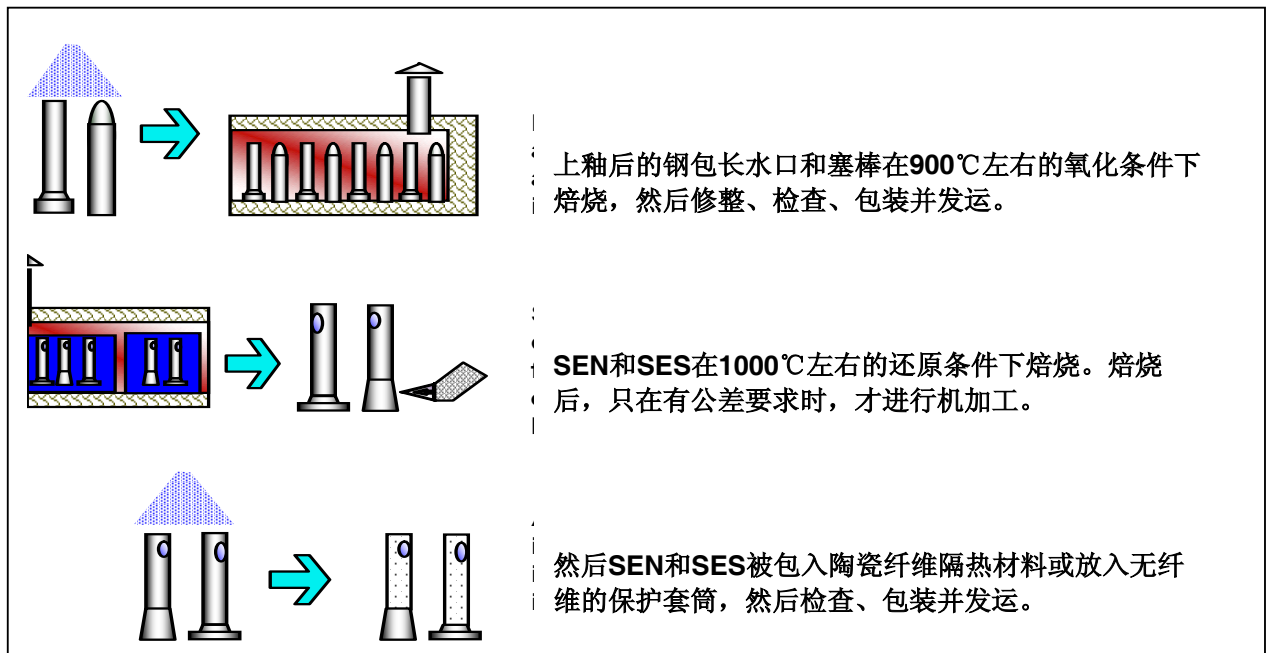 上釉后的钢包长水口和塞棒在900℃左右的氧化条件下
焙烧，然后修整、检查、包装并发运。
SEN和SES在1000℃左右的还原条件下焙烧。焙烧
后，只在有公差要求时，才进行机加工。
然后SEN和SES被包入陶瓷纤维隔热材料或放入无纤
维的保护套筒，然后检查、包装并发运。